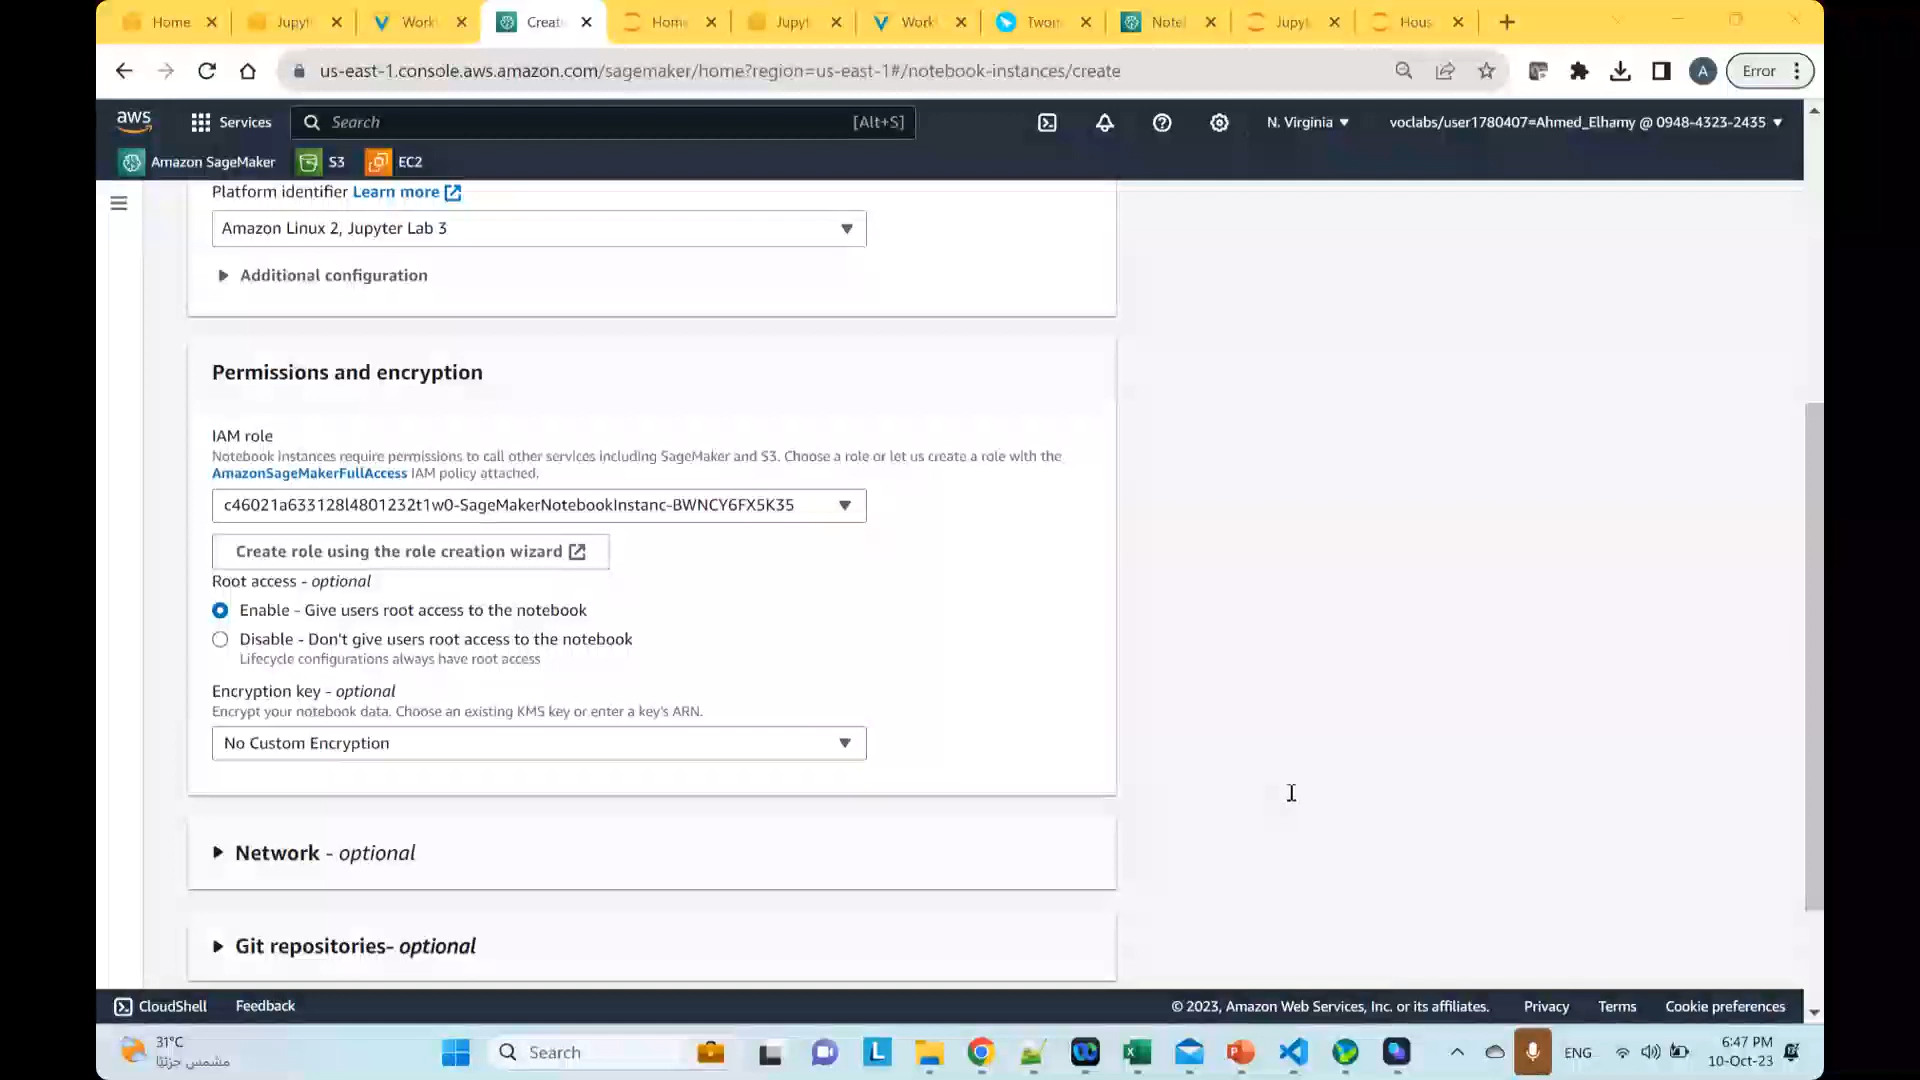 Home
Jupyt
Work
Creat
Home
Jupyt
Work
Twon
Note
Jupyt
Hous
us-east-1.console.aws.amazon.com/sagemaker/home?region=us-east-1#/notebook-instances/create
A
Error
aws
Services
Search
[Alt+S]
N. Virginia
voclabs/user1780407=Ahmed_Elhamy @ 0948-4323-2435
Amazon SageMaker
S3
EC2
Platform identifier Learn more
Amazon Linux 2, Jupyter Lab 3
Additional configuration
Permissions and encryption
IAM role
Notebook instances require permissions to call other services including SageMaker and S3. Choose a role or let us create a role with the
AmazonSageMakerFullAccess IAM policy attached.
c46021a633128l4801232t1w0-SageMakerNotebookInstanc-BWNCY6FX5K35
Create role using the role creation wizard
Root access - optional
Enable - Give users root access to the notebook
Disable - Don't give users root access to the notebook
Lifecycle configurations always have root access
Encryption key - optional
Encrypt your notebook data. Choose an existing KMS key or enter a key's ARN.
No Custom Encryption
Network - optional
Git repositories- optional
CloudShell
Feedback
© 2023, Amazon Web Services, Inc. or its affiliates.
Privacy
Terms
Cookie preferences
31°C
مشمس جزئيًا
Search
L
ENG
6:47 PM
10-Oct-23